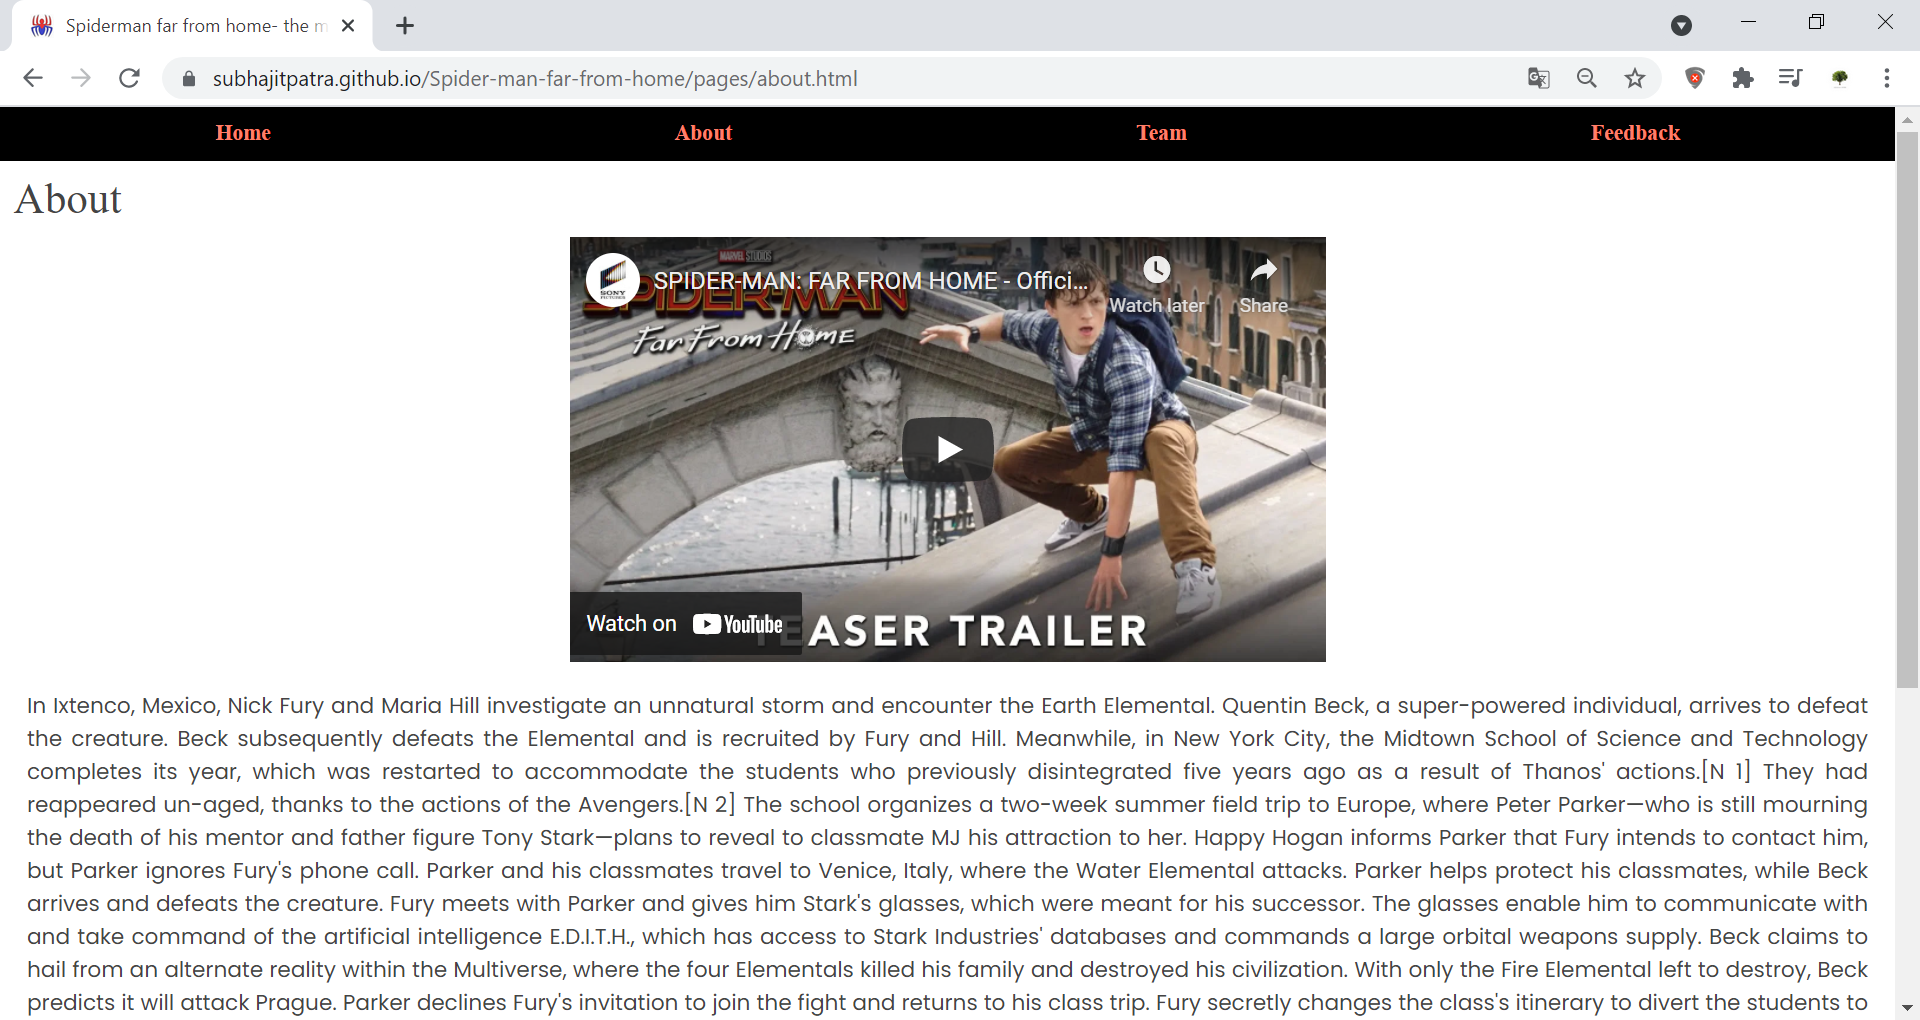 Spiderman far from home- the m
subhajitpatra.github.io/Spider-man-far-from-home/pages/about.html
Home About Team Feedback
About
MARVEL STUDIOS
SONY
PICTURES
SPIDER-MAN: FAR FROM HOME - Offici...
SPIDER-MAN
Far From Home
Watch later
Share
Watch on YouTube
TEASER TRAILER
In Ixtenco, Mexico, Nick Fury and Maria Hill investigate an unnatural storm and encounter the Earth Elemental. Quentin Beck, a super-powered individual, arrives to defeat
the creature. Beck subsequently defeats the Elemental and is recruited by Fury and Hill. Meanwhile, in New York City, the Midtown School of Science and Technology
completes its year, which was restarted to accommodate the students who previously disintegrated five years ago as a result of Thanos' actions.[N 1] They had
reappeared un-aged, thanks to the actions of the Avengers.[N 2] The school organizes a two-week summer field trip to Europe, where Peter Parker—who is still mourning
the death of his mentor and father figure Tony Stark—plans to reveal to classmate MJ his attraction to her. Happy Hogan informs Parker that Fury intends to contact him,
but Parker ignores Fury's phone call. Parker and his classmates travel to Venice, Italy, where the Water Elemental attacks. Parker helps protect his classmates, while Beck
arrives and defeats the creature. Fury meets with Parker and gives him Stark's glasses, which were meant for his successor. The glasses enable him to communicate with
and take command of the artificial intelligence E.D.I.T.H., which has access to Stark Industries' databases and commands a large orbital weapons supply. Beck claims to
hail from an alternate reality within the Multiverse, where the four Elementals killed his family and destroyed his civilization. With only the Fire Elemental left to destroy, Beck
predicts it will attack Prague. Parker declines Fury's invitation to join the fight and returns to his class trip. Fury secretly changes the class's itinerary to divert the students to